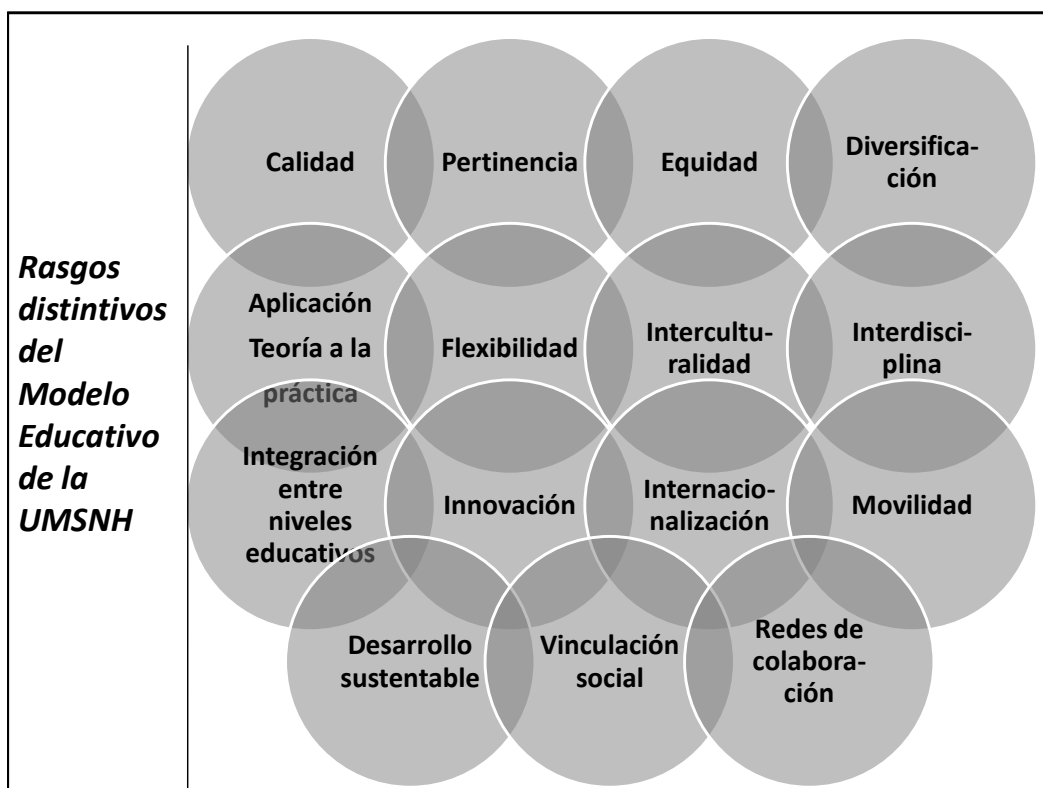 Rasgos
distintivos
del
Modelo
Educativo
de la
UMSNH
Calidad
Pertinencia
Equidad
Diversifica-
ción
Aplicación
Teoría a la
práctica
Flexibilidad
Intercultu-
ralidad
Interdisci-
plina
Integración
entre
niveles
educativos
Innovación
Internacio-
nalización
Movilidad
Desarrollo
sustentable
Vinculación
social
Redes de
colabora-
ción